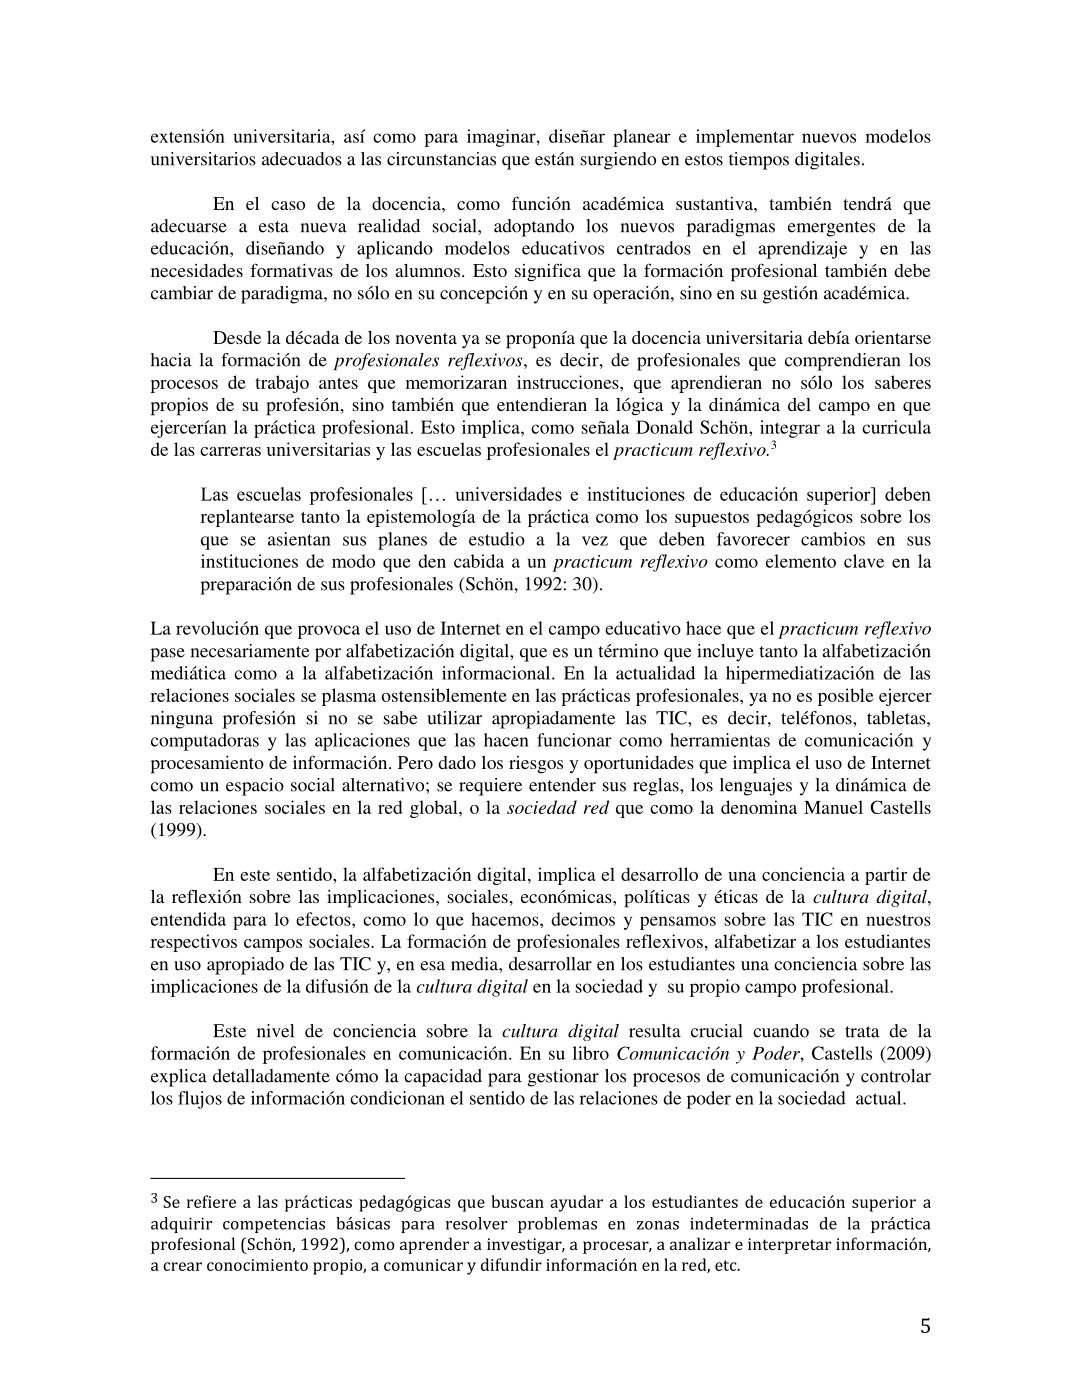 extensión universitaria, así como para imaginar, diseñar planear e implementar nuevos modelos
universitarios adecuados a las circunstancias que están surgiendo en estos tiempos digitales.
En el caso de la docencia, como función académica sustantiva, también tendrá que
adecuarse a esta nueva realidad social, adoptando los nuevos paradigmas emergentes de la
educación, diseñando y aplicando modelos educativos centrados en el aprendizaje y en las
necesidades formativas de los alumnos. Esto significa que la formación profesional también debe
cambiar de paradigma, no sólo en su concepción y en su operación, sino en su gestión académica.
Desde la década de los noventa ya se proponía que la docencia universitaria debía orientarse
hacia la formación de profesionales reflexivos, es decir, de profesionales que comprendieran los
procesos de trabajo antes que memorizaran instrucciones, que aprendieran no sólo los saberes
propios de su profesión, sino también que entendieran la lógica y la dinámica del campo en que
ejercerían la práctica profesional. Esto implica, como señala Donald Schön, integrar a la curricula
de las carreras universitarias y las escuelas profesionales el practicum reflexivo.3
Las escuelas profesionales [… universidades e instituciones de educación superior] deben
replantearse tanto la epistemología de la práctica como los supuestos pedagógicos sobre los
que se asientan sus planes de estudio a la vez que deben favorecer cambios en sus
instituciones de modo que den cabida a un practicum reflexivo como elemento clave en la
preparación de sus profesionales (Schön, 1992: 30).
La revolución que provoca el uso de Internet en el campo educativo hace que el practicum reflexivo
pase necesariamente por alfabetización digital, que es un término que incluye tanto la alfabetización
mediática como a la alfabetización informacional. En la actualidad la hipermediatización de las
relaciones sociales se plasma ostensiblemente en las prácticas profesionales, ya no es posible ejercer
ninguna profesión si no se sabe utilizar apropiadamente las TIC, es decir, teléfonos, tabletas,
computadoras y las aplicaciones que las hacen funcionar como herramientas de comunicación y
procesamiento de información. Pero dado los riesgos y oportunidades que implica el uso de Internet
como un espacio social alternativo; se requiere entender sus reglas, los lenguajes y la dinámica de
las relaciones sociales en la red global, o la sociedad red que como la denomina Manuel Castells
(1999).
En este sentido, la alfabetización digital, implica el desarrollo de una conciencia a partir de
la reflexión sobre las implicaciones, sociales, económicas, políticas y éticas de la cultura digital,
entendida para lo efectos, como lo que hacemos, decimos y pensamos sobre las TIC en nuestros
respectivos campos sociales. La formación de profesionales reflexivos, alfabetizar a los estudiantes
en uso apropiado de las TIC y, en esa media, desarrollar en los estudiantes una conciencia sobre las
implicaciones de la difusión de la cultura digital en la sociedad y  su propio campo profesional.
Este nivel de conciencia sobre la cultura digital resulta crucial cuando se trata de la
formación de profesionales en comunicación. En su libro Comunicación y Poder, Castells (2009)
explica detalladamente cómo la capacidad para gestionar los procesos de comunicación y controlar
los flujos de información condicionan el sentido de las relaciones de poder en la sociedad  actual.
3 Se refiere a las prácticas pedagógicas que buscan ayudar a los estudiantes de educación superior a
adquirir competencias básicas para resolver problemas en zonas indeterminadas de la práctica
profesional (Schön, 1992), como aprender a investigar, a procesar, a analizar e interpretar información,
a crear conocimiento propio, a comunicar y difundir información en la red, etc.
5